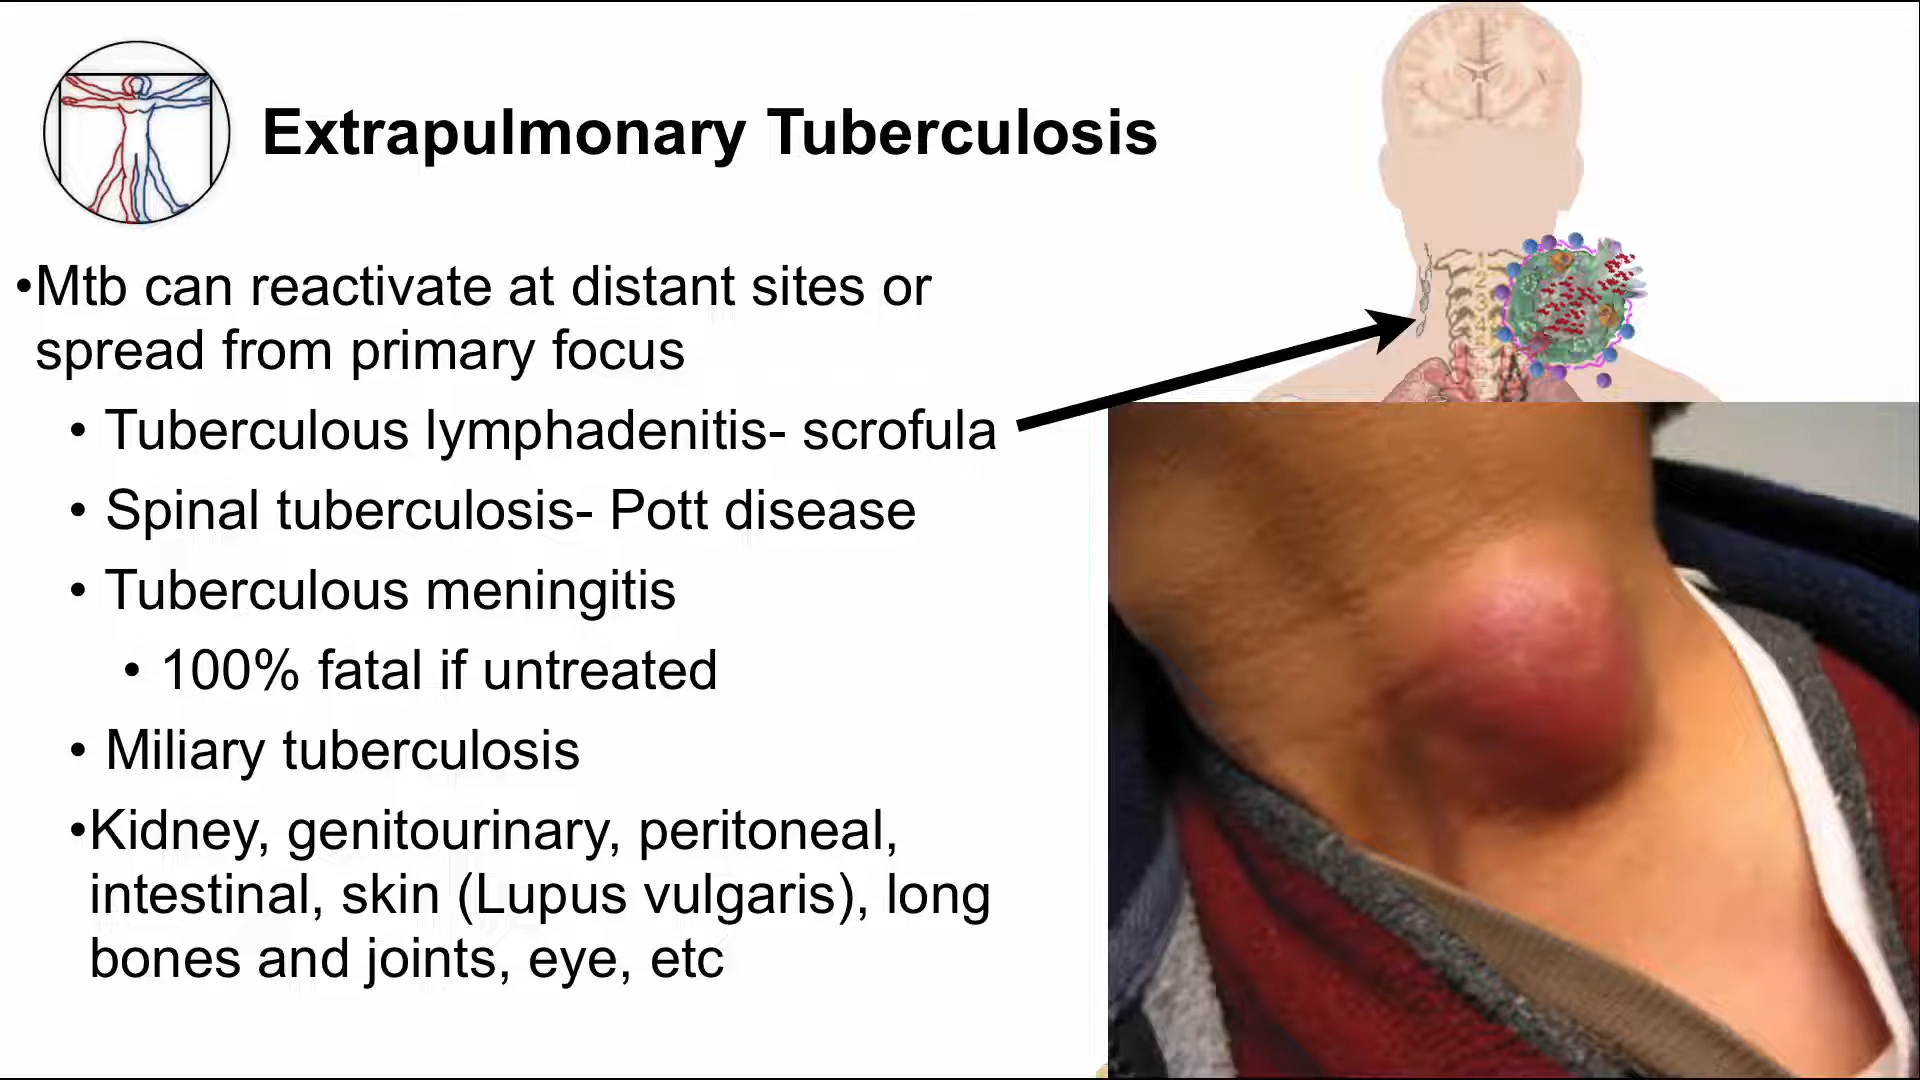 Extrapulmonary Tuberculosis
•Mtb can reactivate at distant sites or
spread from primary focus
• Tuberculous lymphadenitis- scrofula
• Spinal tuberculosis- Pott disease
• Tuberculous meningitis
• 100% fatal if untreated
• Miliary tuberculosis
•Kidney, genitourinary, peritoneal,
intestinal, skin (Lupus vulgaris), long
bones and joints, eye, etc